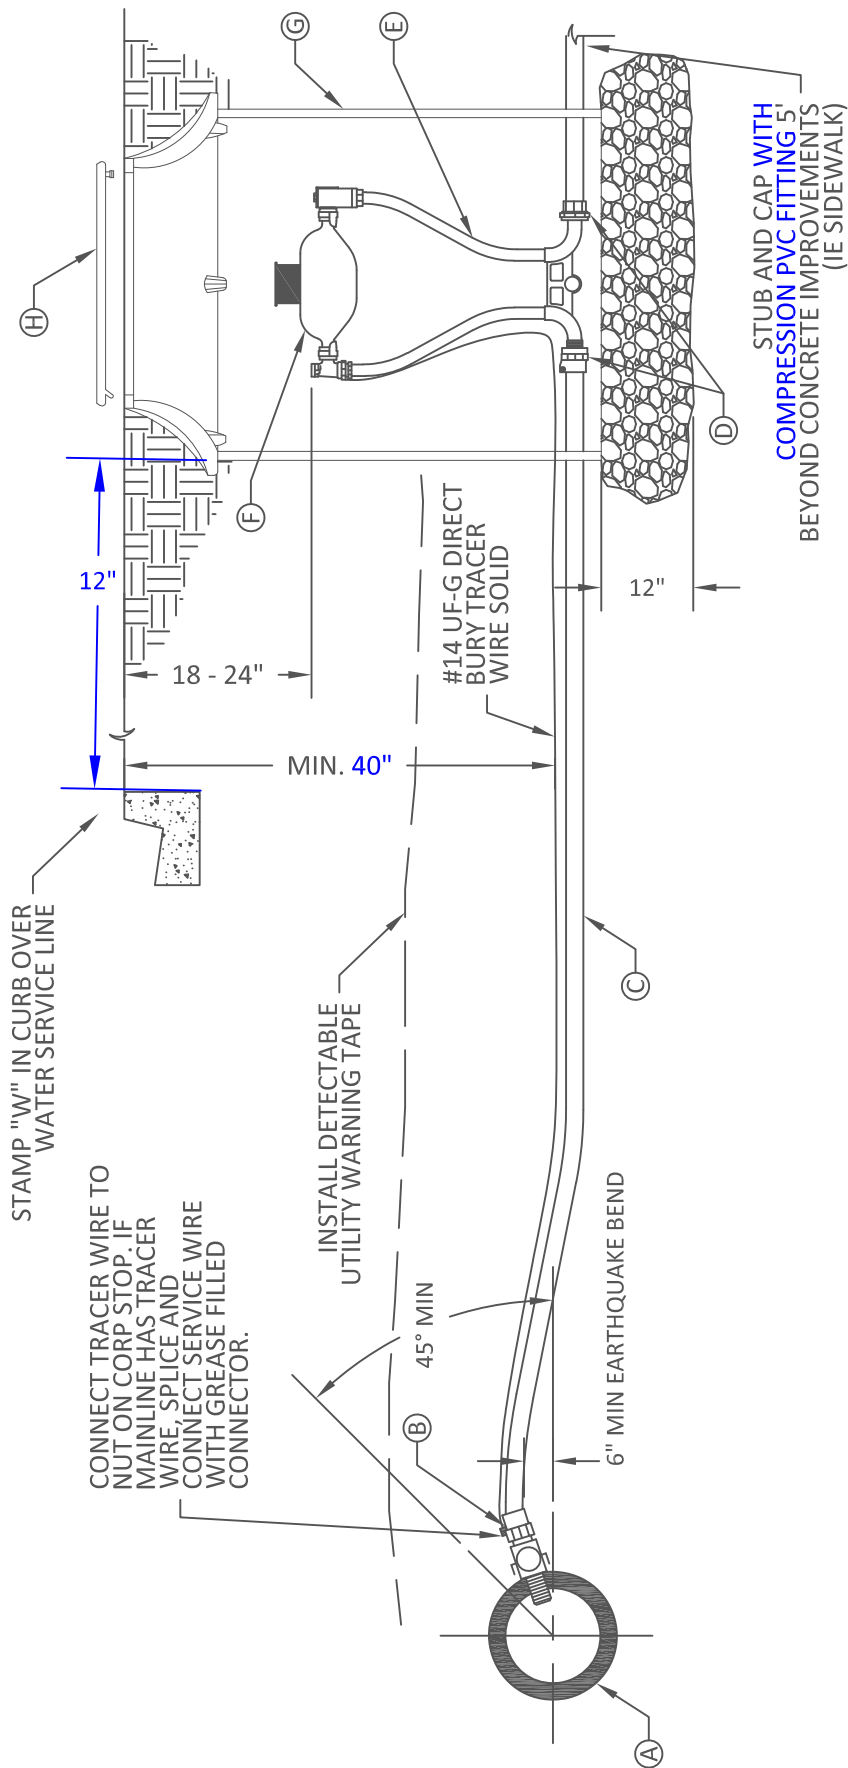 STAMP "W" IN CURB OVER
WATER SERVICE LINE
CONNECT TRACER WIRE TO
NUT ON CORP STOP. IF
MAINLINE HAS TRACER
WIRE, SPLICE AND
CONNECT SERVICE WIRE
WITH GREASE FILLED
CONNECTOR.
INSTALL DETECTABLE
UTILITY WARNING TAPE
#14 UF-G DIRECT
BURY TRACER
WIRE SOLID
STUB AND CAP WITH
COMPRESSION PVC FITTING 5'
BEYOND CONCRETE IMPROVEMENTS
(IE SIDEWALK)
12"
18 - 24"
MIN. 40"
12"
45° MIN
6" MIN EARTHQUAKE BEND
A
B
C
D
E
F
G
H